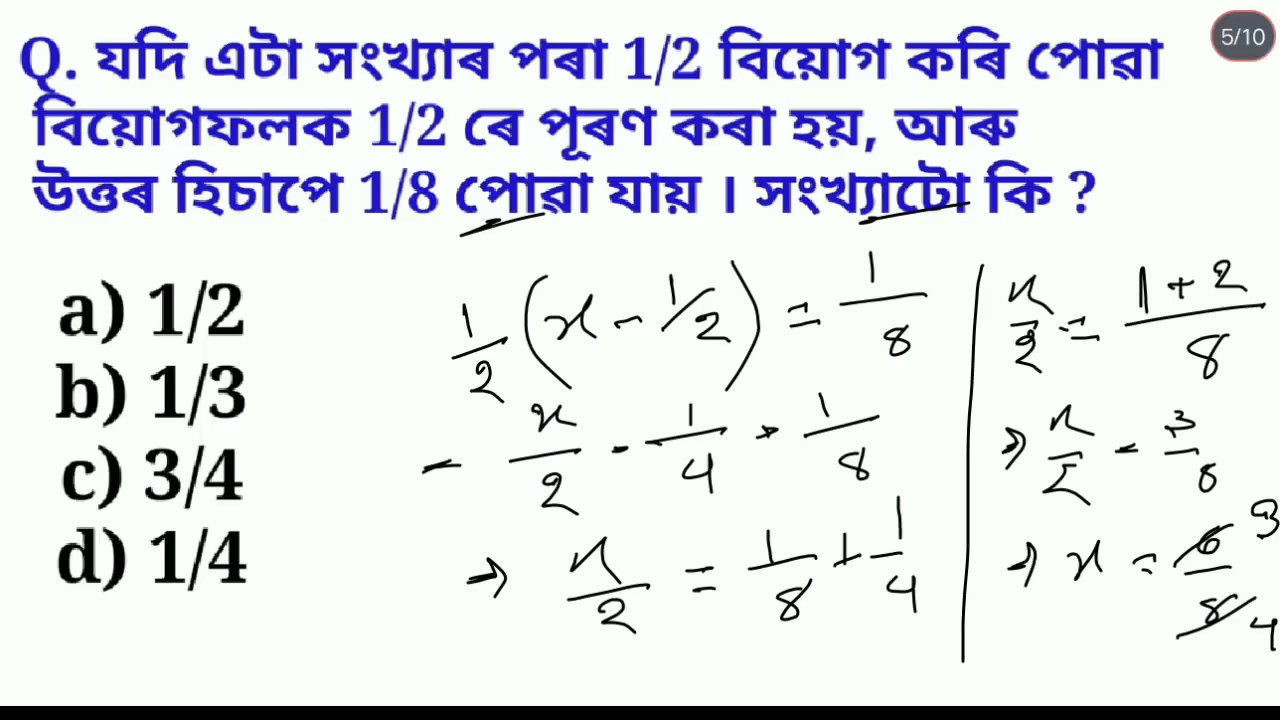 5/10
Q. যদি এটা সংখ্যাৰ পৰা 1/2 বিয়োগ কৰি পোৱা
বিয়োগফলক 1/2 ৰে পূৰণ কৰা হয়, আৰু
উত্তৰ হিচাপে 1/8 পোৱা যায় । সংখ্যাটো কি ?
a) 1/2
b) 1/3
c) 3/4
d) 1/4
1/2 (x - 1/2) = 1/8
x/2 - 1/4 = 1/8
⇒ x/2 = 1/8 + 1/4
x/2 = 1+2/8
⇒ x/2 = 3/8
⇒ x = 6/8 3 4